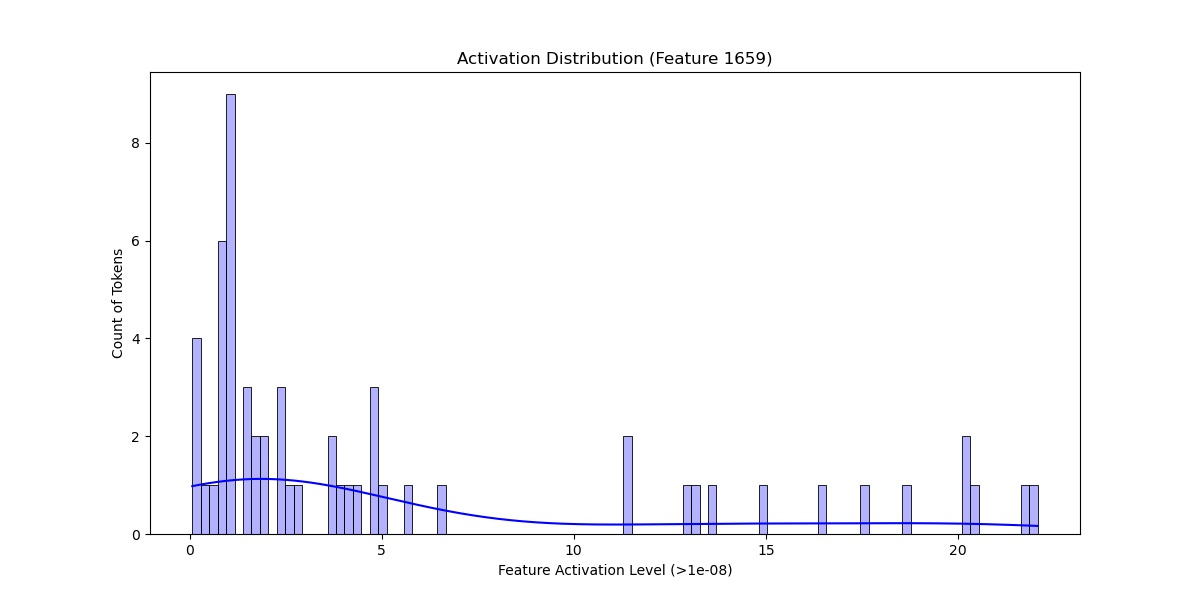 Activation Distribution (Feature 1659)
Count of Tokens
8
6
4
2
0
0 5 10 15 20
Feature Activation Level (>1e-08)